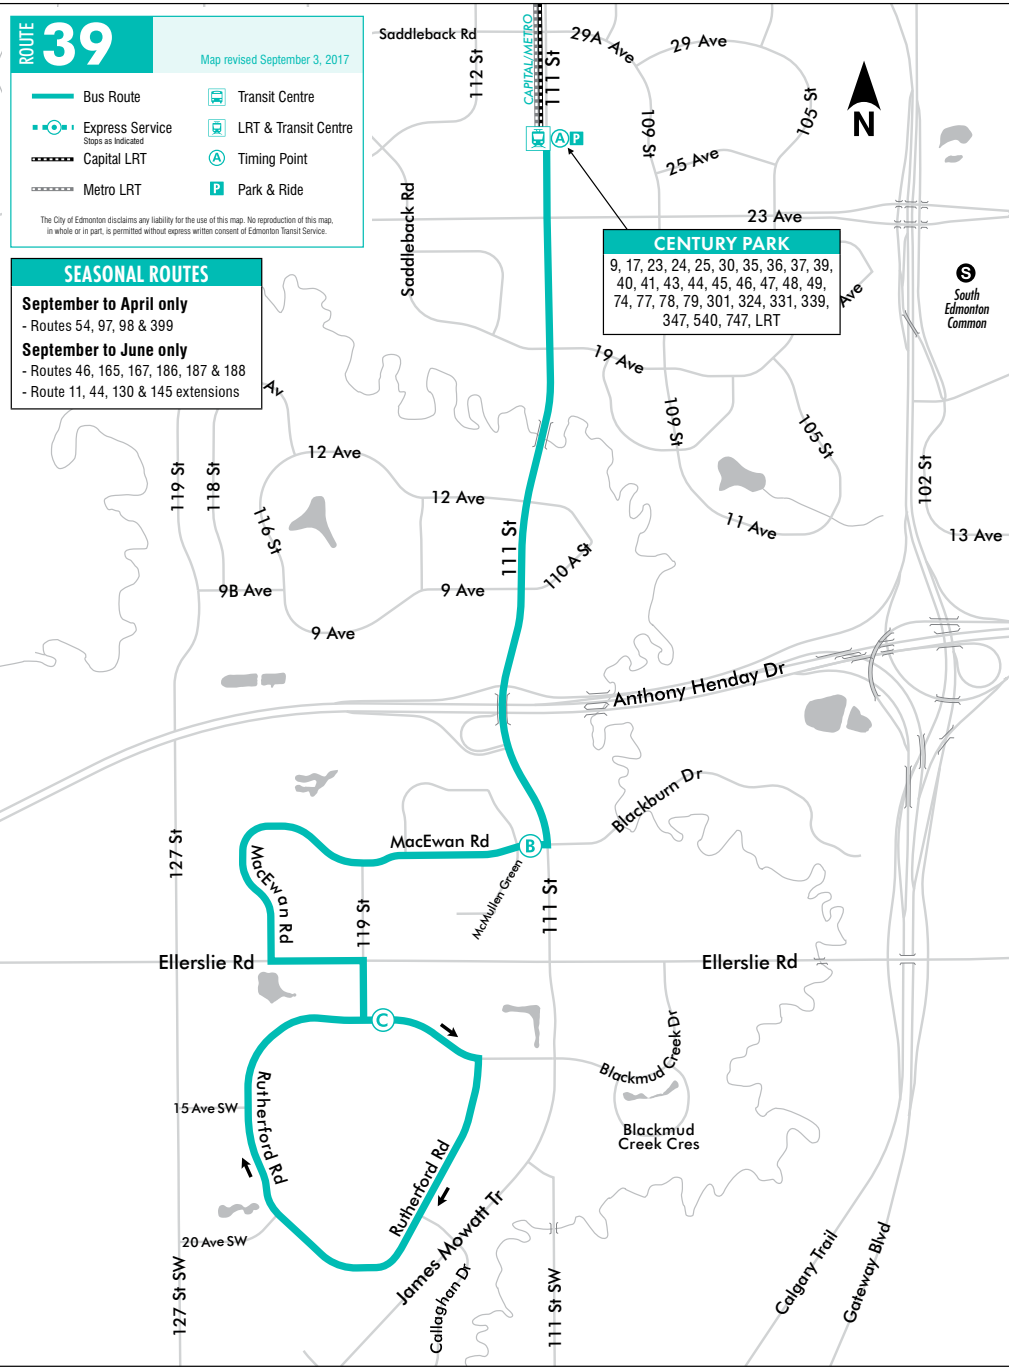 ROUTE
39
Map revised September 3, 2017
Bus Route
Express Service
Stops as Indicated
Capital LRT
Metro LRT
Transit Centre
LRT & Transit Centre
A Timing Point
P Park & Ride
The City of Edmonton disclaims any liability for the use of this map. No reproduction of this map,
in whole or in part, is permitted without express written consent of Edmonton Transit Service.
SEASONAL ROUTES
September to April only
- Routes 54, 97, 98 & 399
September to June only
- Routes 46, 165, 167, 186, 187 & 188
- Route 11, 44, 130 & 145 extensions
Saddleback Rd
112 St
CAPITAL/METRO
111 St
29A Ave
29 Ave
109 St
105 St
25 Ave
N
A P
Saddleback Rd
23 Ave
CENTURY PARK
9, 17, 23, 24, 25, 30, 35, 36, 37, 39,
40, 41, 43, 44, 45, 46, 47, 48, 49,
74, 77, 78, 79, 301, 324, 331, 339,
347, 540, 747, LRT
Ave
S
South
Edmonton
Common
19 Ave
Av
109 St
105 St
12 Ave
12 Ave
119 St
118 St
116 St
111 St
110 A St
11 Ave
102 St
13 Ave
9B Ave
9 Ave
9 Ave
Anthony Henday Dr
Blackburn Dr
127 St
MacEwan Rd
B
MacEwan Rd
McMullen Green
119 St
111 St
Ellerslie Rd
Ellerslie Rd
C
Blackmud Creek Dr
Rutherford Rd
15 Ave SW
Blackmud
Creek Cres
Rutherford Rd
James Mowatt Tr
20 Ave SW
127 St SW
Callaghan Dr
111 St SW
Calgary Trail
Gateway Blvd